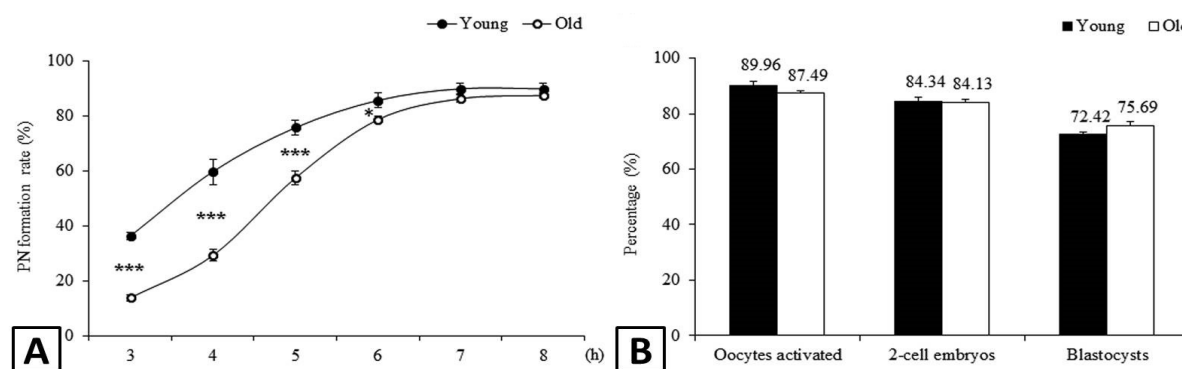 Young Old
100
80
60
40
20
0
PN formation rate (%)
***
***
***
*
3 4 5 6 7 8 (h)
A
Young Ol
100
80
60
40
20
0
Percentage (%)
89.96 87.49
84.34 84.13
72.42 75.69
Oocytes activated 2-cell embryos Blastocysts
B